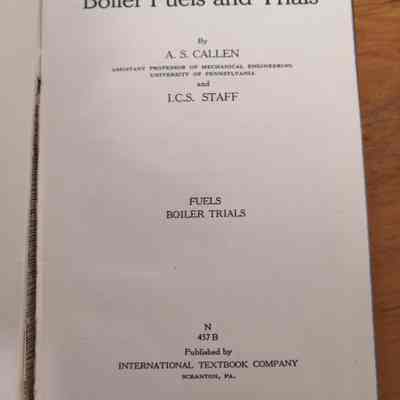 Boiler Fuels and Trials
By
A. S. CALLEN
ASSISTANT PROFESSOR OF MECHANICAL ENGINEERING,
UNIVERSITY OF PENNSYLVANIA
and
I.C.S. STAFF
FUELS
BOILER TRIALS
N
457 B
Published by
INTERNATIONAL TEXTBOOK COMPANY
SCRANTON, PA.